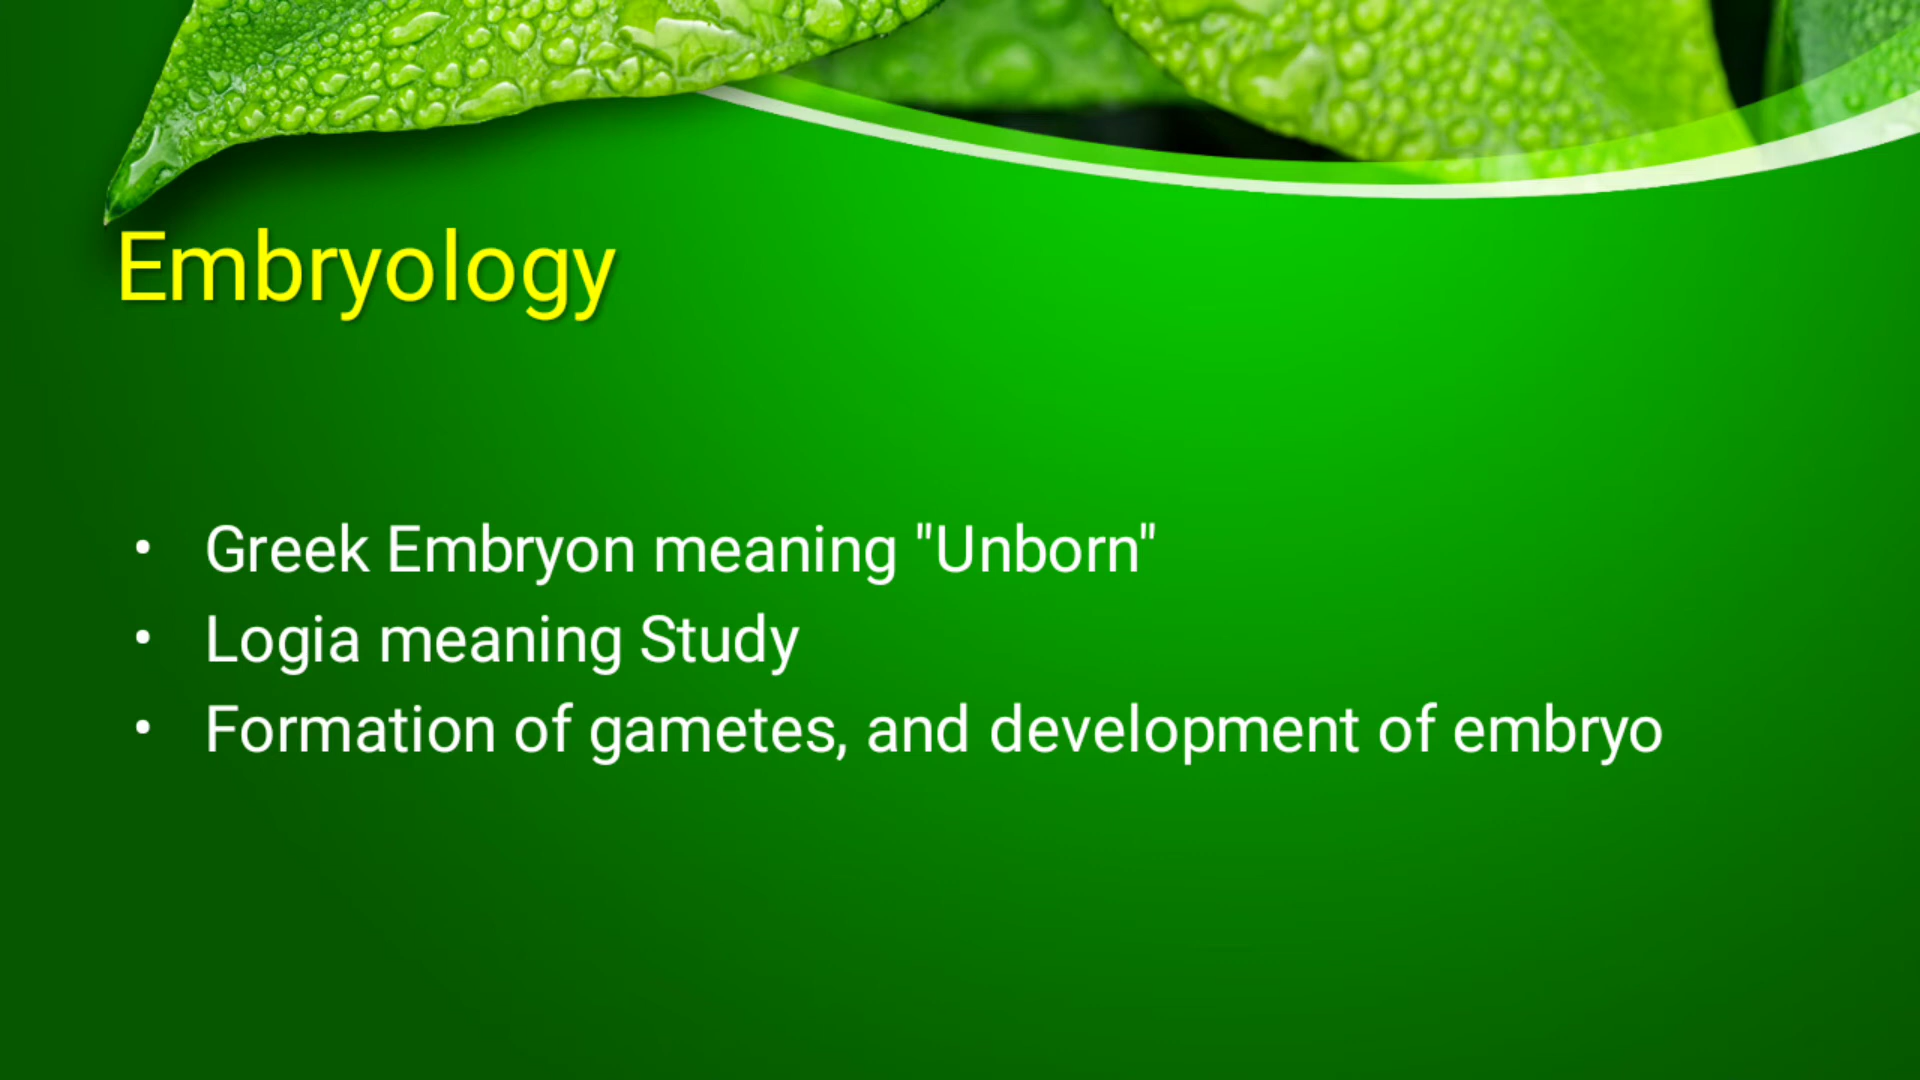 Embryology
• Greek Embryon meaning "Unborn"
• Logia meaning Study
• Formation of gametes, and development of embryo